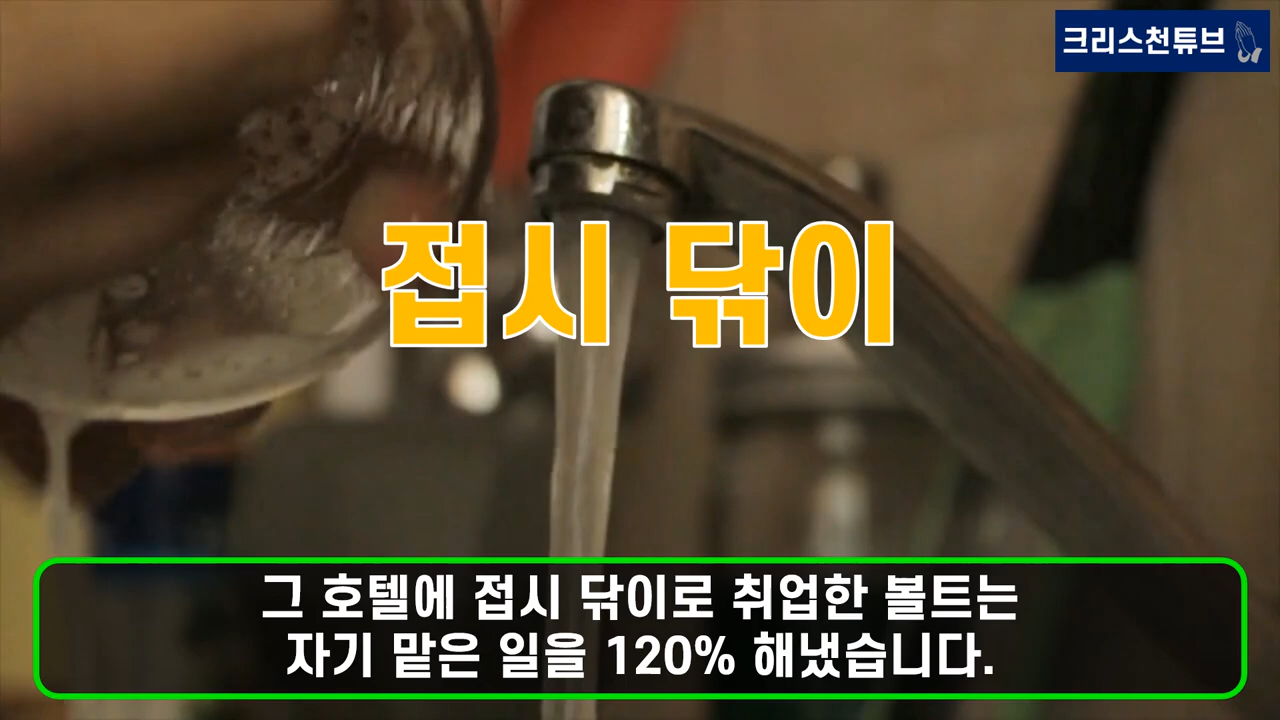 크리스천튜브
접시 닦이
그 호텔에 접시 닦이로 취업한 볼트는
자기 맡은 일을 120% 해냈습니다.